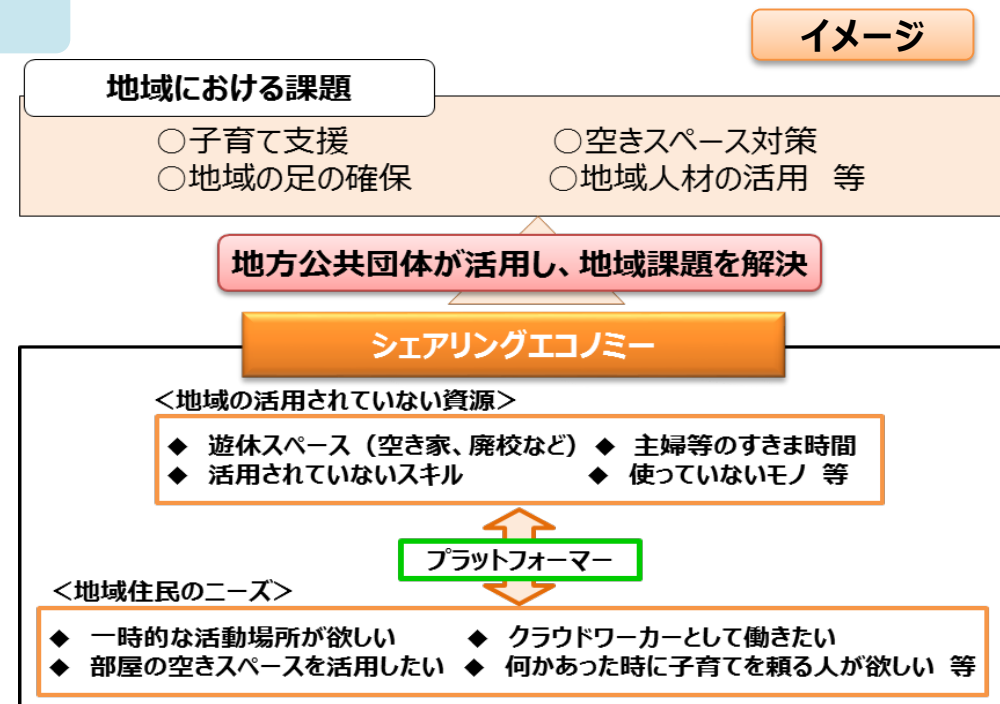 イメージ
地域における課題
○子育て支援 ○空きスペース対策
○地域の足の確保 ○地域人材の活用 等
地方公共団体が活用し、地域課題を解決
シェアリングエコノミー
＜地域の活用されていない資源＞
◆ 遊休スペース（空き家、廃校など） ◆ 主婦等のすきま時間
◆ 活用されていないスキル ◆ 使っていないモノ 等
プラットフォーマー
＜地域住民のニーズ＞
◆ 一時的な活動場所が欲しい ◆ クラウドワーカーとして働きたい
◆ 部屋の空きスペースを活用したい ◆ 何かあった時に子育てを頼る人が欲しい 等